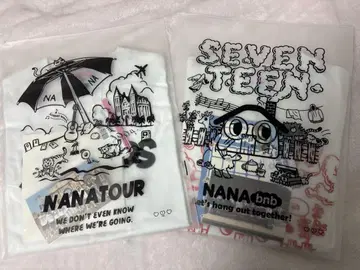 NA
NA
S
NANATOUR
WE DON'T EVEN KNOW
WHERE WE'RE GOING.
SEVEN
TEEN
NANA bnb
Let's hang out together!